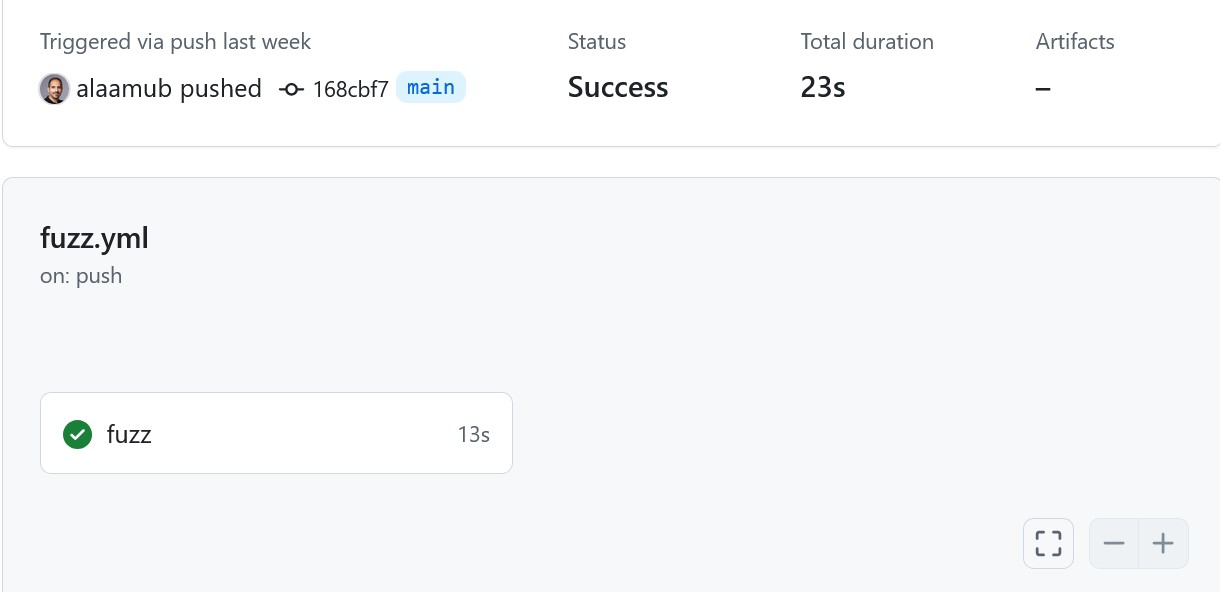 Triggered via push last week
Status
Total duration
Artifacts
alaamub pushed 168cbf7 main
Success
23s
–
fuzz.yml
on: push
fuzz
13s